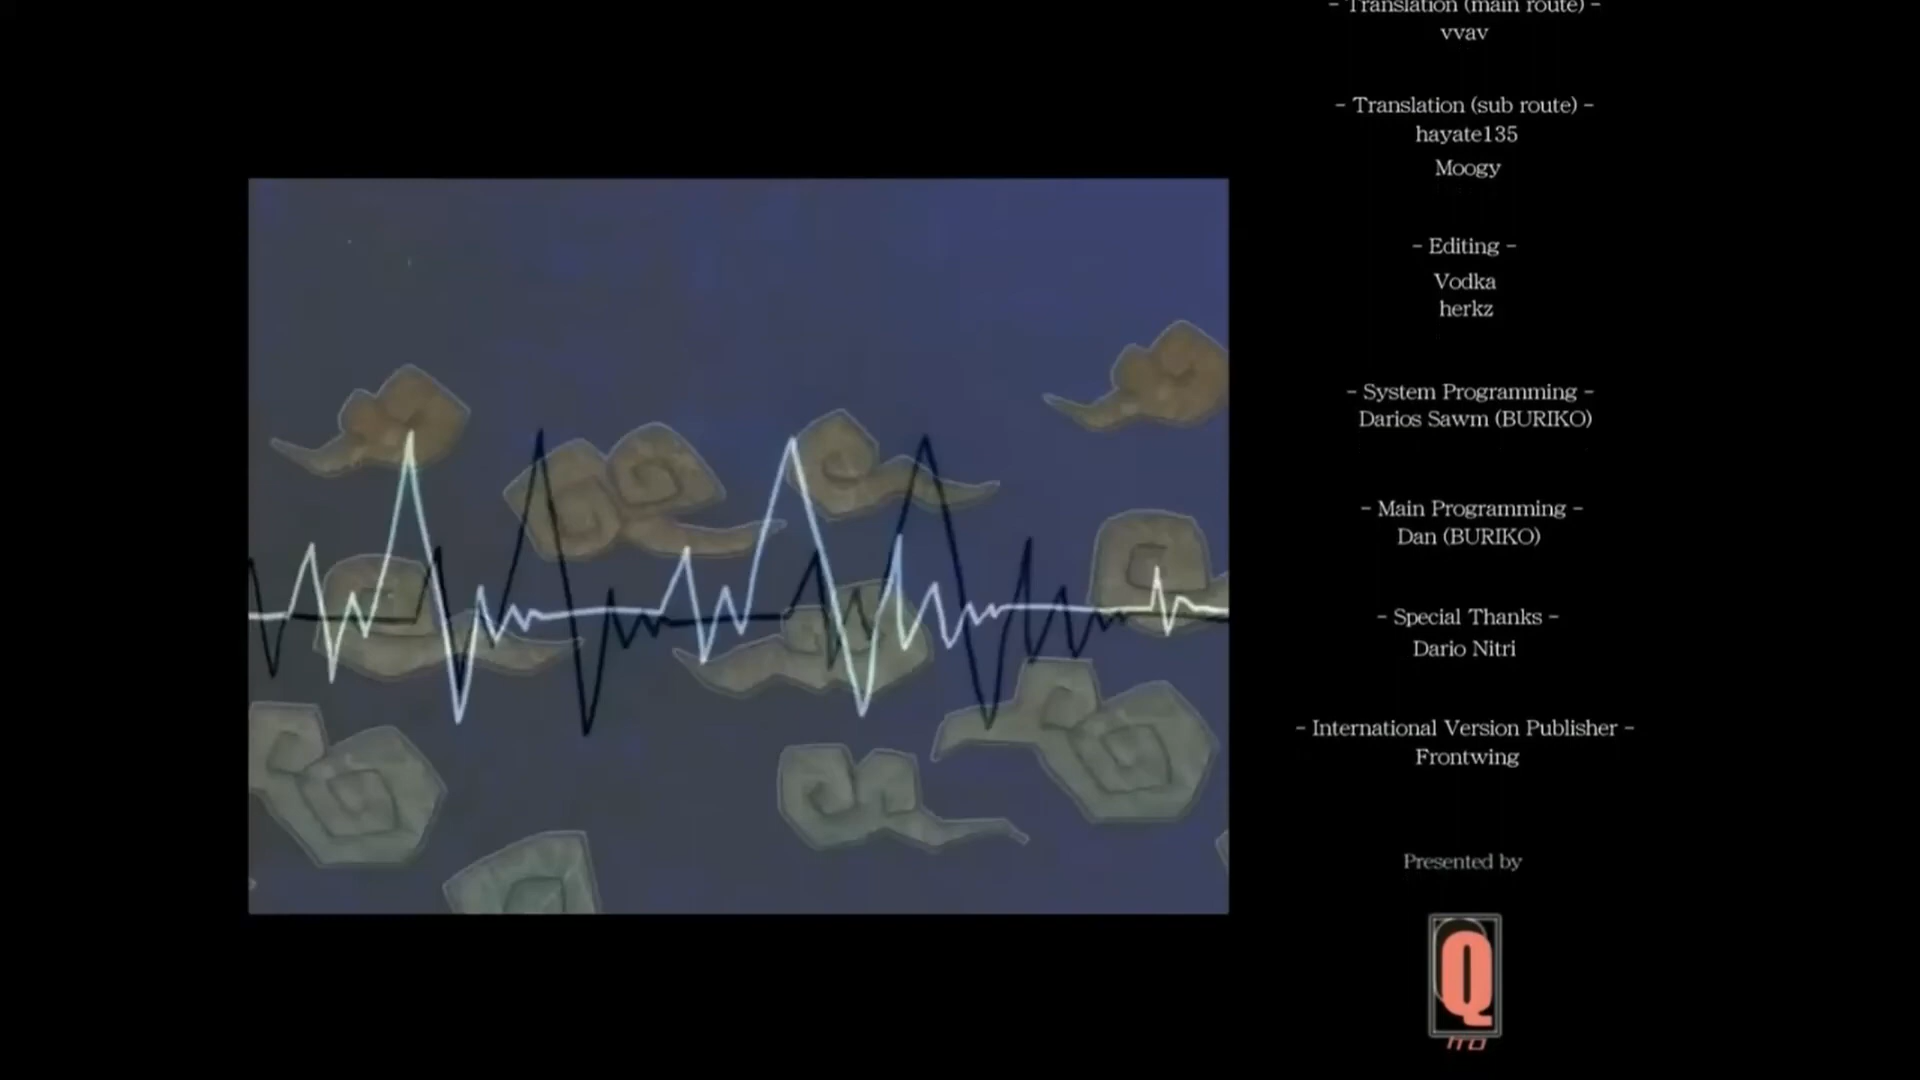 - Translation (main route) -
vvav
- Translation (sub route) -
hayate135
Moogy
- Editing -
Vodka
herkz
- System Programming -
Darios Sawm (BURIKO)
- Main Programming -
Dan (BURIKO)
- Special Thanks -
Dario Nitri
- International Version Publisher -
Frontwing
Presented by
Q